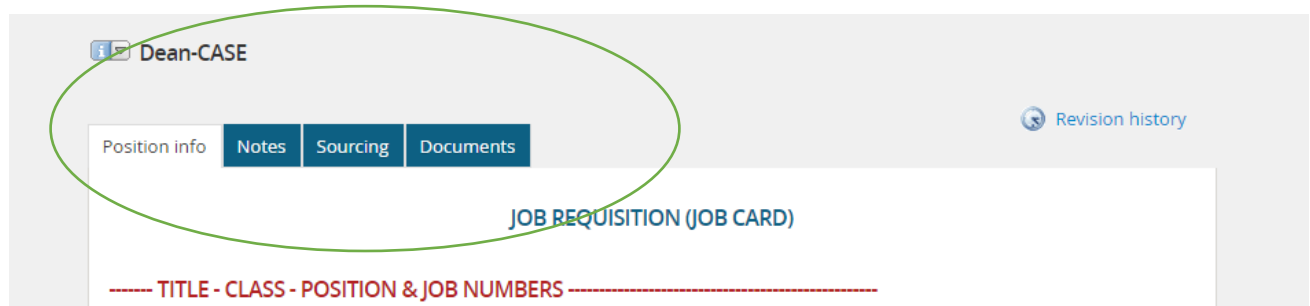 Dean-CASE
Revision history
Position info Notes Sourcing Documents
JOB REQUISITION (JOB CARD)
------- TITLE - CLASS - POSITION & JOB NUMBERS --------------------------------------------------